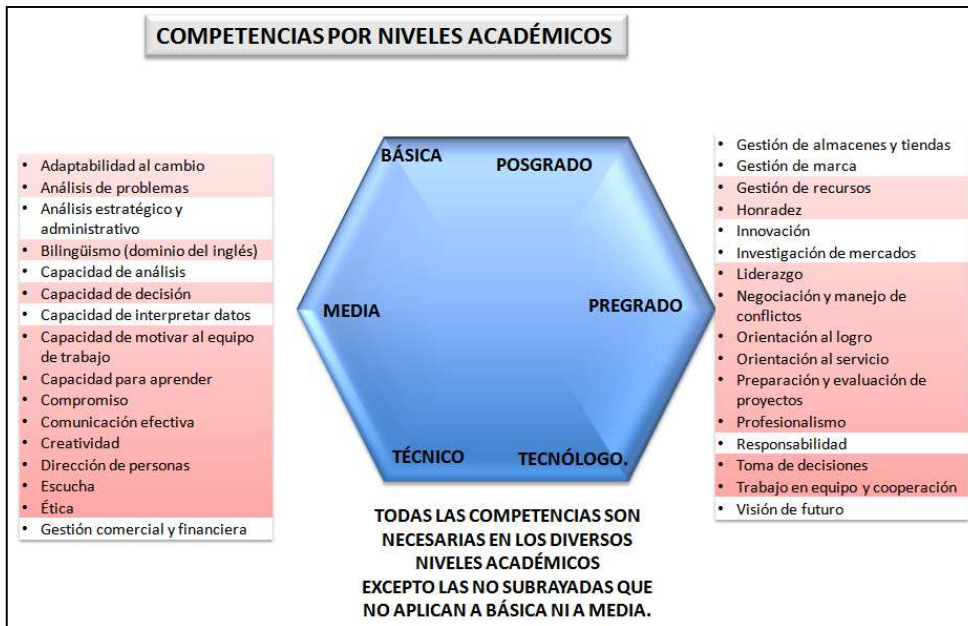 COMPETENCIAS POR NIVELES ACADÉMICOS
• Adaptabilidad al cambio
• Análisis de problemas
• Análisis estratégico y
administrativo
• Bilingüismo (dominio del inglés)
• Capacidad de análisis
• Capacidad de decisión
• Capacidad de interpretar datos
• Capacidad de motivar al equipo
de trabajo
• Capacidad para aprender
• Compromiso
• Comunicación efectiva
• Creatividad
• Dirección de personas
• Escucha
• Ética
• Gestión comercial y financiera
BÁSICA
POSGRADO
MEDIA
PREGRADO
TÉCNICO
TECNÓLOGO.
• Gestión de almacenes y tiendas
• Gestión de marca
• Gestión de recursos
• Honradez
• Innovación
• Investigación de mercados
• Liderazgo
• Negociación y manejo de
conflictos
• Orientación al logro
• Orientación al servicio
• Preparación y evaluación de
proyectos
• Profesionalismo
• Responsabilidad
• Toma de decisiones
• Trabajo en equipo y cooperación
• Visión de futuro
TODAS LAS COMPETENCIAS SON
NECESARIAS EN LOS DIVERSOS
NIVELES ACADÉMICOS
EXCEPTO LAS NO SUBRAYADAS QUE
NO APLICAN A BÁSICA NI A MEDIA.